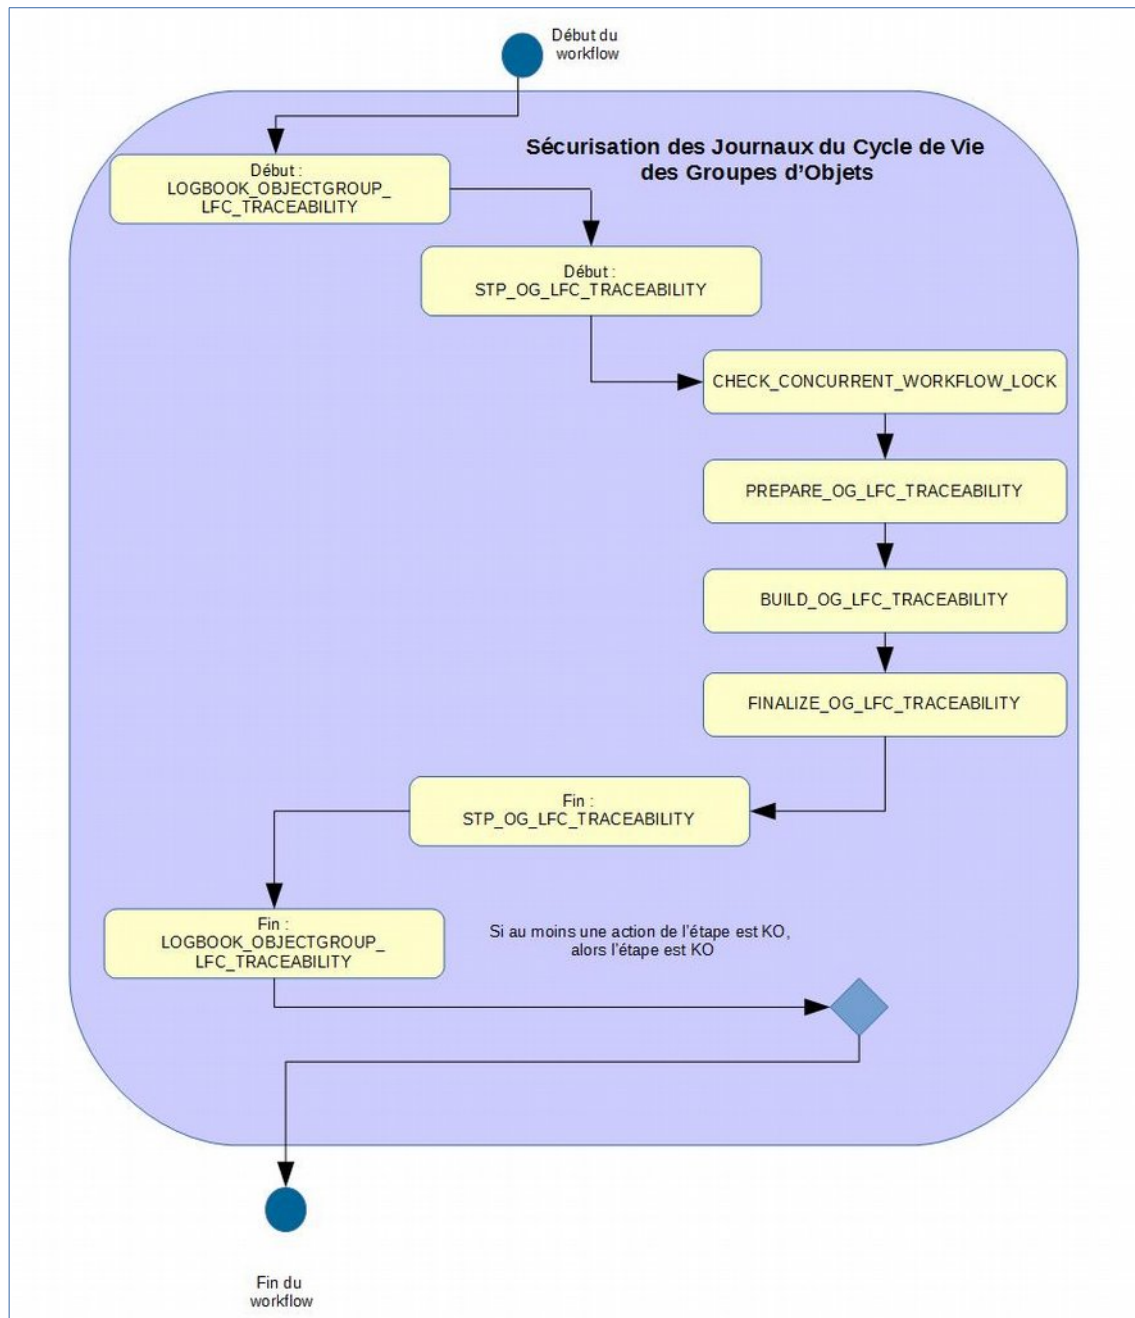 Début du
workflow
Sécurisation des Journaux du Cycle de Vie
des Groupes d'Objets
Début :
LOGBOOK_OBJECTGROUP_
LFC_TRACEABILITY
Début :
STP_OG_LFC_TRACEABILITY
CHECK_CONCURRENT_WORKFLOW_LOCK
PREPARE_OG_LFC_TRACEABILITY
BUILD_OG_LFC_TRACEABILITY
FINALIZE_OG_LFC_TRACEABILITY
Fin :
STP_OG_LFC_TRACEABILITY
Fin :
LOGBOOK_OBJECTGROUP_
LFC_TRACEABILITY
Si au moins une action de l'étape est KO,
alors l'étape est KO
Fin du
workflow